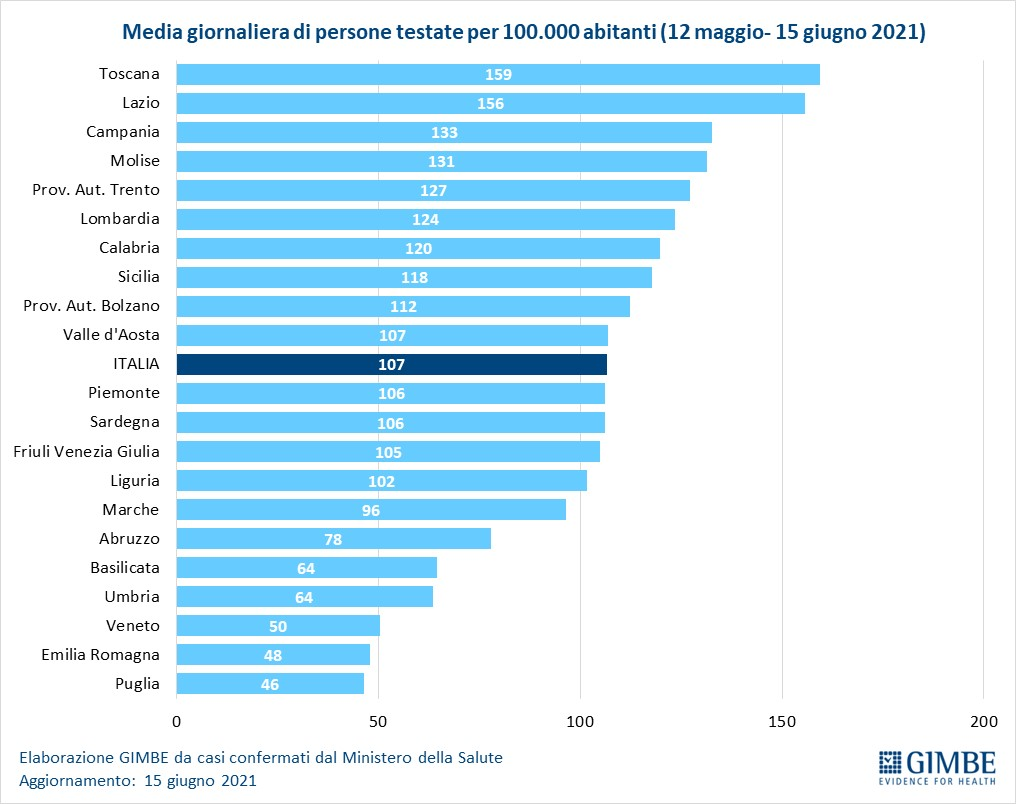 Media giornaliera di persone testate per 100.000 abitanti (12 maggio- 15 giugno 2021)
Toscana 159
Lazio 156
Campania 133
Molise 131
Prov. Aut. Trento 127
Lombardia 124
Calabria 120
Sicilia 118
Prov. Aut. Bolzano 112
Valle d'Aosta 107
ITALIA 107
Piemonte 106
Sardegna 106
Friuli Venezia Giulia 105
Liguria 102
Marche 96
Abruzzo 78
Basilicata 64
Umbria 64
Veneto 50
Emilia Romagna 48
Puglia 46
0 50 100 150 200
Elaborazione GIMBE da casi confermati dal Ministero della Salute
Aggiornamento: 15 giugno 2021
GIMBE
EVIDENCE FOR HEALTH